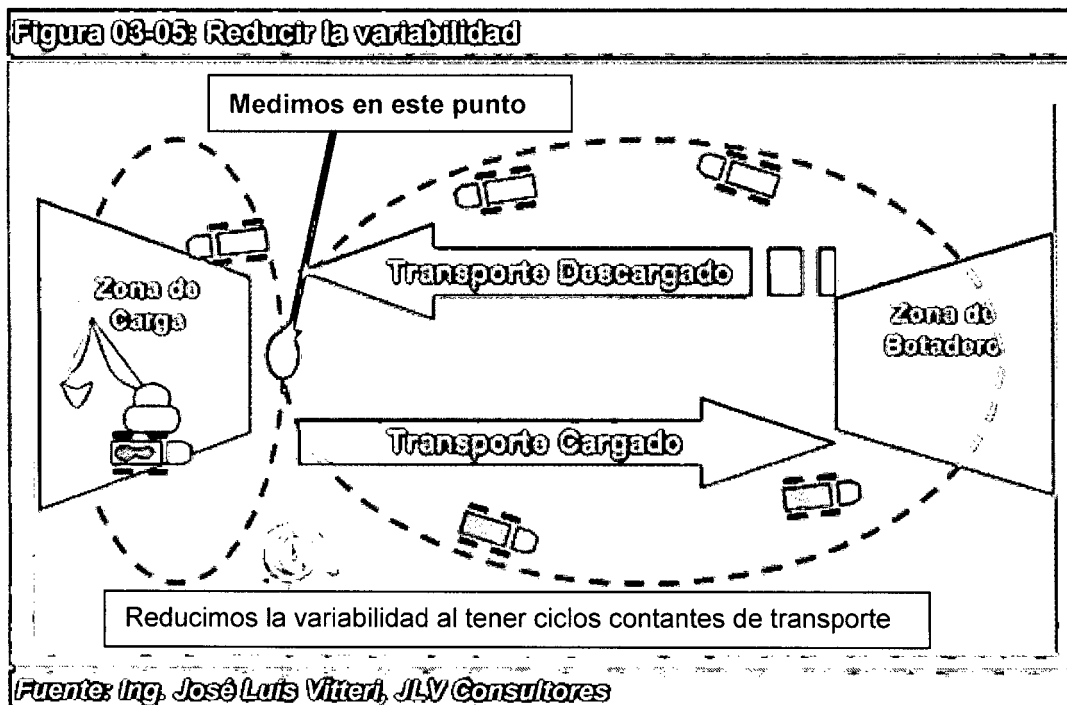 Figura 03-05: Reducir la variabilidad
Medimos en este punto
Transporte Descargado
Zona de
Carga
Zona de
Botadero
Transporte Cargado
Reducimos la variabilidad al tener ciclos contantes de transporte
Fuente: Ing. José Luis Vitteri, JLV Consultores